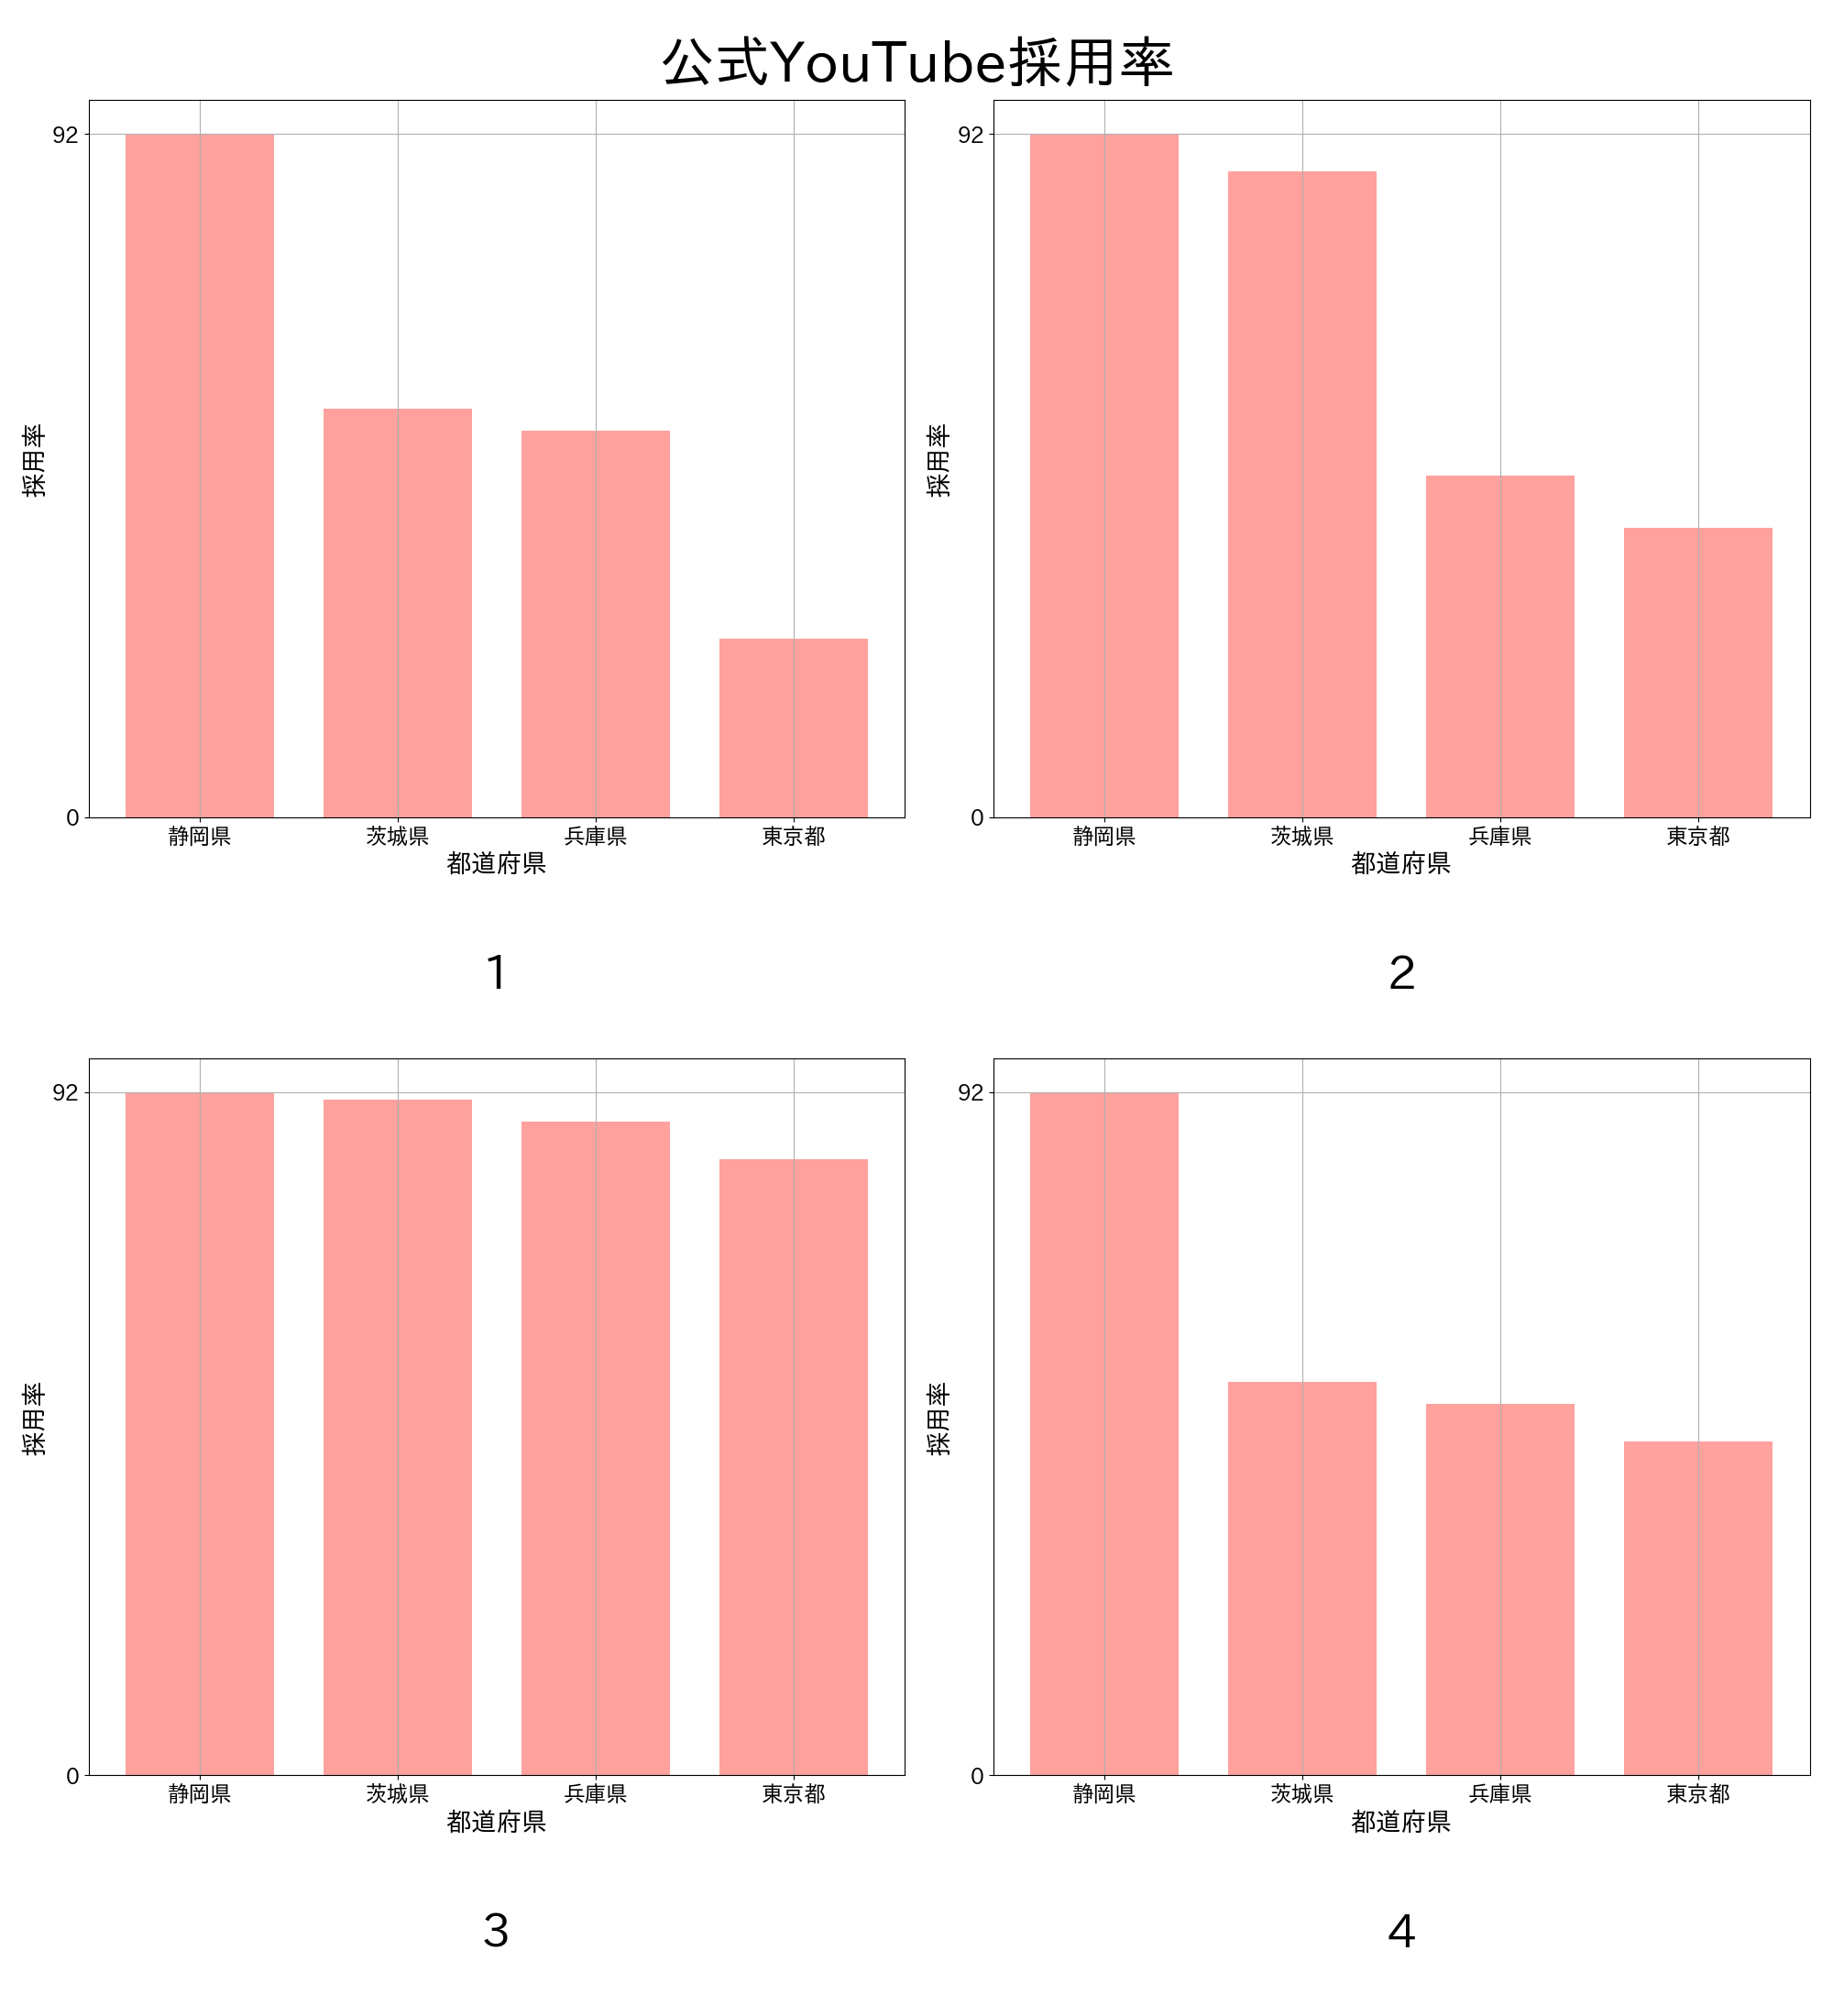 公式YouTube採用率
92
0
採用率
静岡県 茨城県 兵庫県 東京都
都道府県
1
92
0
採用率
静岡県 茨城県 兵庫県 東京都
都道府県
2
92
0
採用率
静岡県 茨城県 兵庫県 東京都
都道府県
3
92
0
採用率
静岡県 茨城県 兵庫県 東京都
都道府県
4